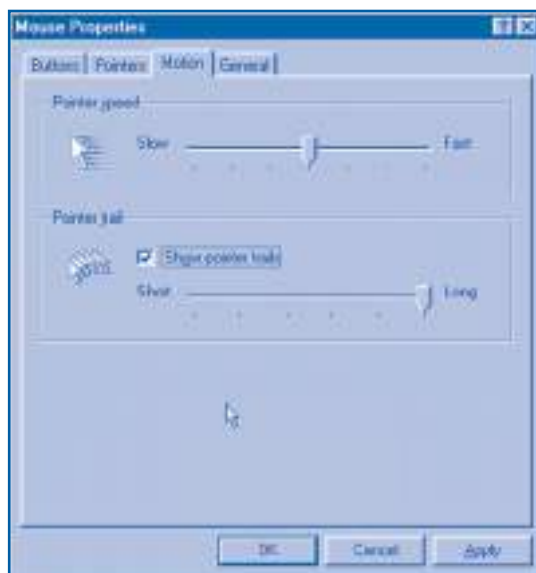 Mouse Properties
Buttons Pointers Motion General
Pointer speed
Slow Fast
Pointer trail
Show pointer trails
Short Long
OK Cancel Apply